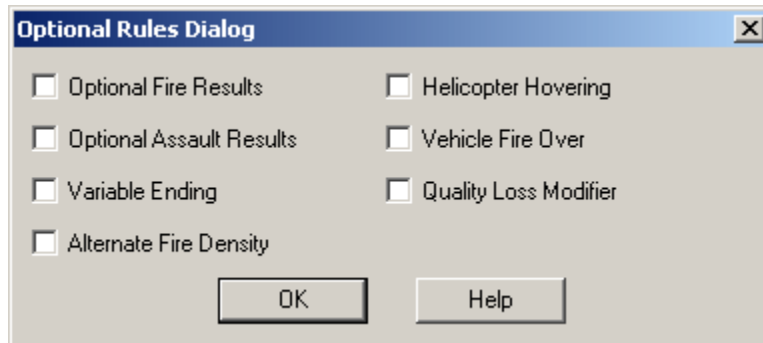 Optional Rules Dialog
Optional Fire Results
Helicopter Hovering
Optional Assault Results
Vehicle Fire Over
Variable Ending
Quality Loss Modifier
Alternate Fire Density
OK
Help